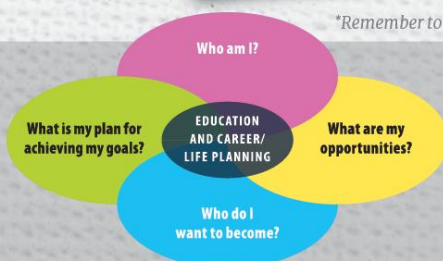 *Remember to
Who am I?
What is my plan for
achieving my goals?
EDUCATION
AND CAREER/
LIFE PLANNING
What are my
opportunities?
Who do I
want to become?